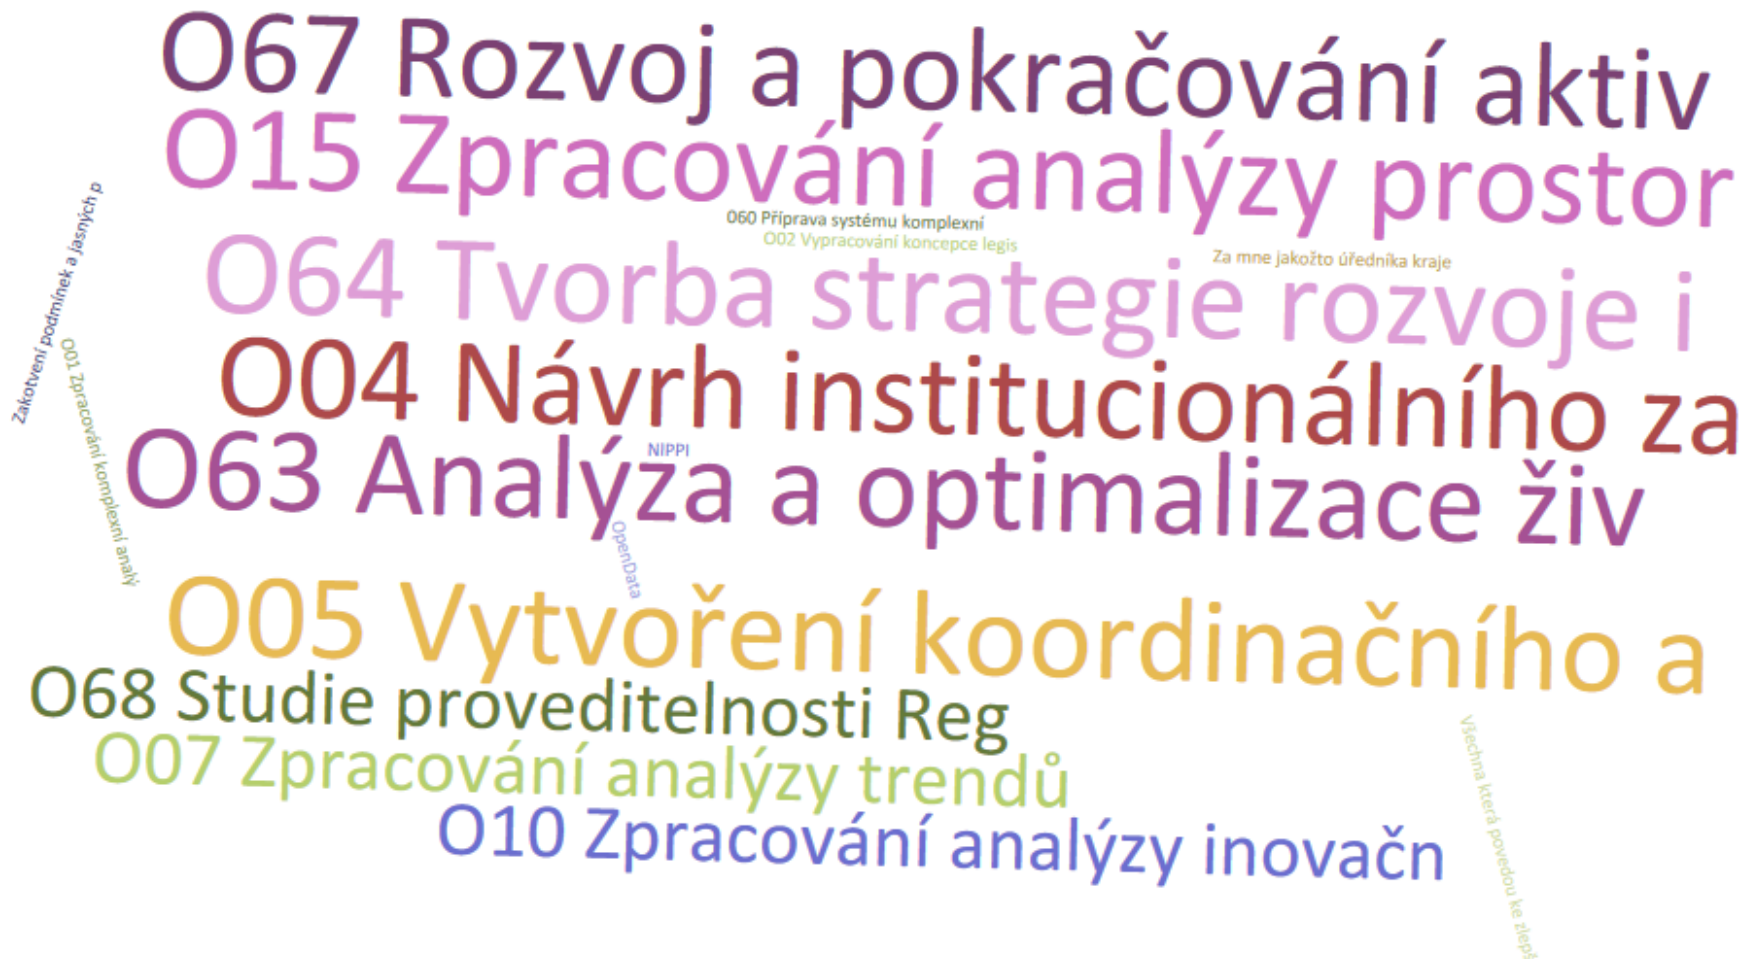 O67 Rozvoj a pokračování aktiv
O15 Zpracování analýzy prostor
Zakotvení podmínek a jasných p
O60 Příprava systému komplexní
O02 Vypracování koncepce legis
Za mne jakožto úředníka kraje
O64 Tvorba strategie rozvoje i
O01 Zpracování komplexní analý
O04 Návrh institucionálního za
O63 Analýza a optimalizace živ
NIPPI
OpenData
O05 Vytvoření koordinačního a
O68 Studie proveditelnosti Reg
O07 Zpracování analýzy trendů
O10 Zpracování analýzy inovačn
Všechna která povedou ke zlepš